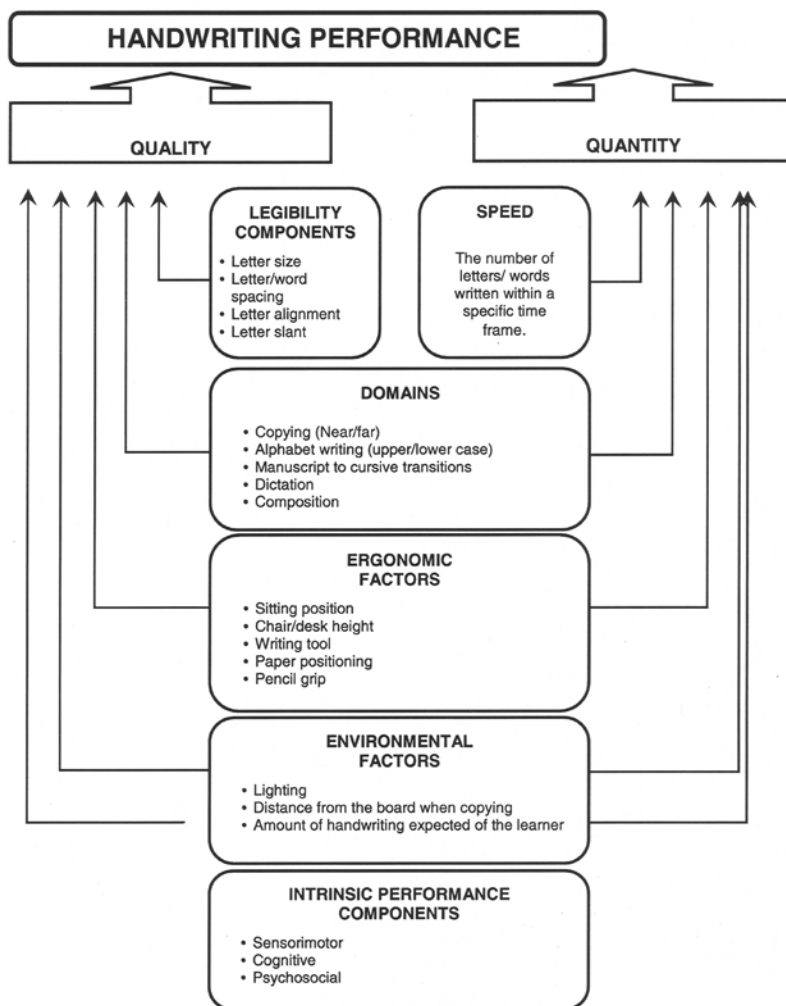 HANDWRITING PERFORMANCE
QUALITY
QUANTITY
LEGIBILITY
COMPONENTS
• Letter size
• Letter/word
spacing
• Letter alignment
• Letter slant
SPEED
The number of
letters/ words
written within a
specific time
frame.
DOMAINS
• Copying (Near/far)
• Alphabet writing (upper/lower case)
• Manuscript to cursive transitions
• Dictation
• Composition
ERGONOMIC
FACTORS
• Sitting position
• Chair/desk height
• Writing tool
• Paper positioning
• Pencil grip
ENVIRONMENTAL
FACTORS
• Lighting
• Distance from the board when copying
• Amount of handwriting expected of the learner
INTRINSIC PERFORMANCE
COMPONENTS
• Sensorimotor
• Cognitive
• Psychosocial